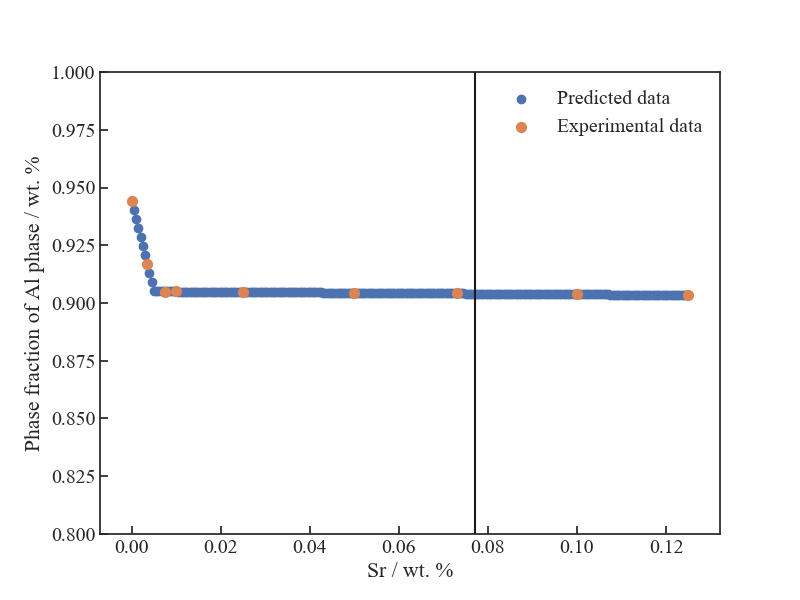 1.000
0.975
0.950
0.925
0.900
0.875
0.850
0.825
0.800
Phase fraction of Al phase / wt. %
Predicted data
Experimental data
0.00 0.02 0.04 0.06 0.08 0.10 0.12
Sr / wt. %